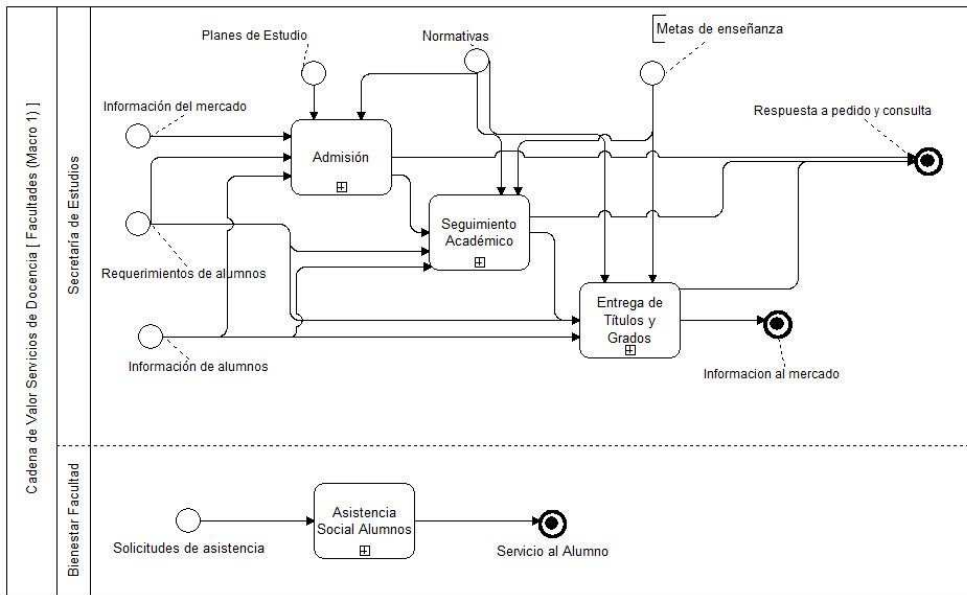 Cadena de Valor Servicios de Docencia [ Facultades (Macro 1) ]
Secretaría de Estudios
Planes de Estudio
Normativas
Metas de enseñanza
Información del mercado
Respuesta a pedido y consulta
Admisión
Seguimiento
Académico
Requerimientos de alumnos
Entrega de
Títulos y
Grados
Información de alumnos
Informacion al mercado
Bienestar Facultad
Asistencia
Social Alumnos
Solicitudes de asistencia
Servicio al Alumno